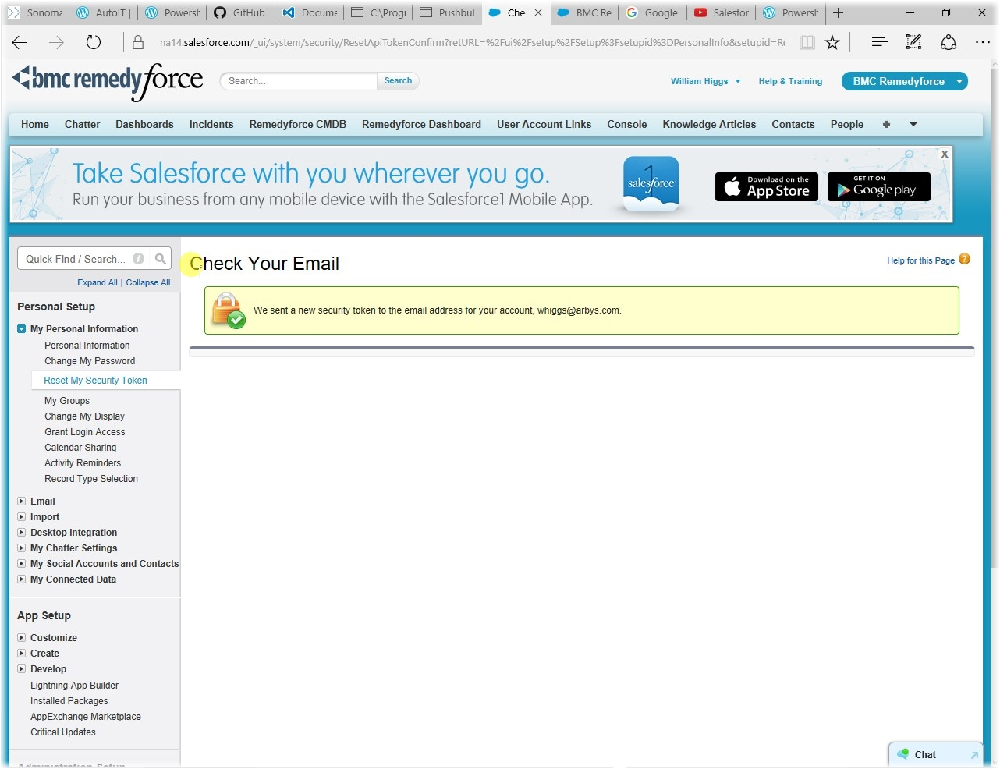 Sonoma
AutoIT |
Powersh
GitHub
Docume
C:\Progr
Pushbul
Che
BMC Re
Google
Salesfor
Powersh
na14.salesforce.com/_ui/system/security/ResetApiTokenConfirm?retURL=%2Fui%2Fsetup%2FSetup%3Fsetupid%3DPersonalInfo&setupid=Re
bmc remedyforce
Search...
Search
William Higgs
Help & Training
BMC Remedyforce
Home
Chatter
Dashboards
Incidents
Remedyforce CMDB
Remedyforce Dashboard
User Account Links
Console
Knowledge Articles
Contacts
People
Take Salesforce with you wherever you go.
Run your business from any mobile device with the Salesforce1 Mobile App.
1
salesforce
Download on the
App Store
GET IT ON
Google play
X
Quick Find / Search...
Expand All | Collapse All
Check Your Email
Help for this Page
We sent a new security token to the email address for your account, whiggs@arbys.com.
Personal Setup
My Personal Information
Personal Information
Change My Password
Reset My Security Token
My Groups
Change My Display
Grant Login Access
Calendar Sharing
Activity Reminders
Record Type Selection
Email
Import
Desktop Integration
My Chatter Settings
My Social Accounts and Contacts
My Connected Data
App Setup
Customize
Create
Develop
Lightning App Builder
Installed Packages
AppExchange Marketplace
Critical Updates
Administration Setup
Chat